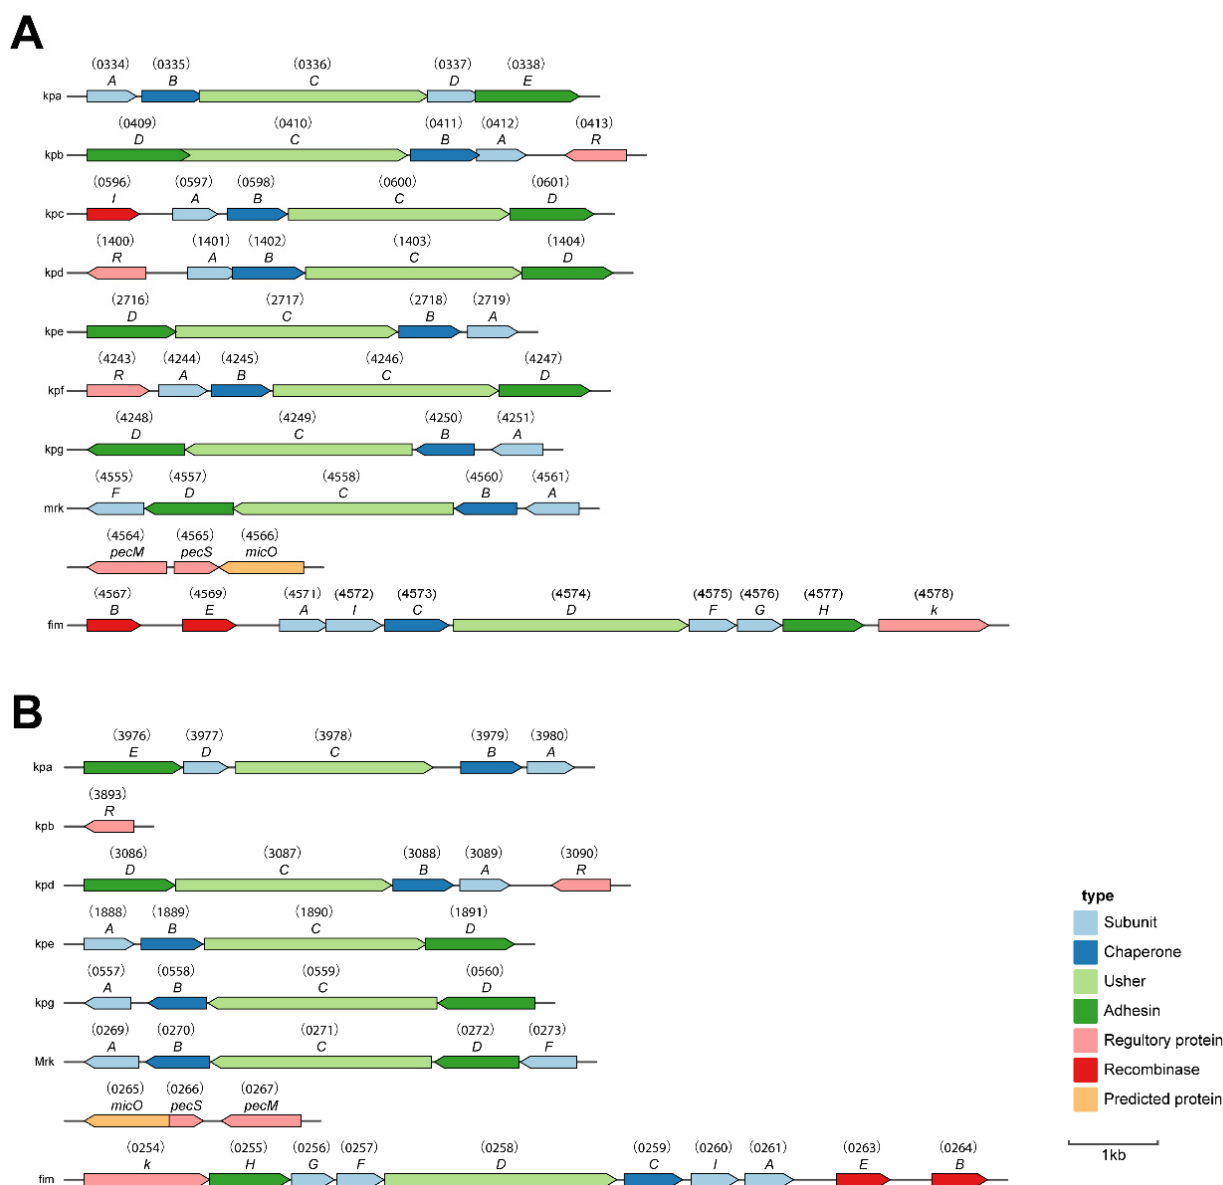 A
(0334) (0335) (0336) (0337) (0338)
A B C D E
kpa
(0409) (0410) (0411) (0412) (0413)
D C B A R
kpb
(0596) (0597) (0598) (0600) (0601)
I A B C D
kpc
(1400) (1401) (1402) (1403) (1404)
R A B C D
kpd
(2716) (2717) (2718) (2719)
D C B A
kpe
(4243) (4244) (4245) (4246) (4247)
R A B C D
kpf
(4248) (4249) (4250) (4251)
D C B A
kpg
(4555) (4557) (4558) (4560) (4561)
F D C B A
mrk
(4564) (4565) (4566)
pecM pecS micO
(4567) (4569) (4571) (4572) (4573) (4574) (4575) (4576) (4577) (4578)
B E A I C D F G H k
fim
B
(3976) (3977) (3978) (3979) (3980)
E D C B A
kpa
(3893)
R
kpb
(3086) (3087) (3088) (3089) (3090)
D C B A R
kpd
(1888) (1889) (1890) (1891)
A B C D
kpe
(0557) (0558) (0559) (0560)
A B C D
kpg
(0269) (0270) (0271) (0272) (0273)
A B C D F
Mrk
(0265) (0266) (0267)
micO pecS pecM
(0254) (0255) (0256) (0257) (0258) (0259) (0260) (0261) (0263) (0264)
k H G F D C I A E B
fim
type
Subunit
Chaperone
Usher
Adhesin
Regultory protein
Recombinase
Predicted protein
1kb